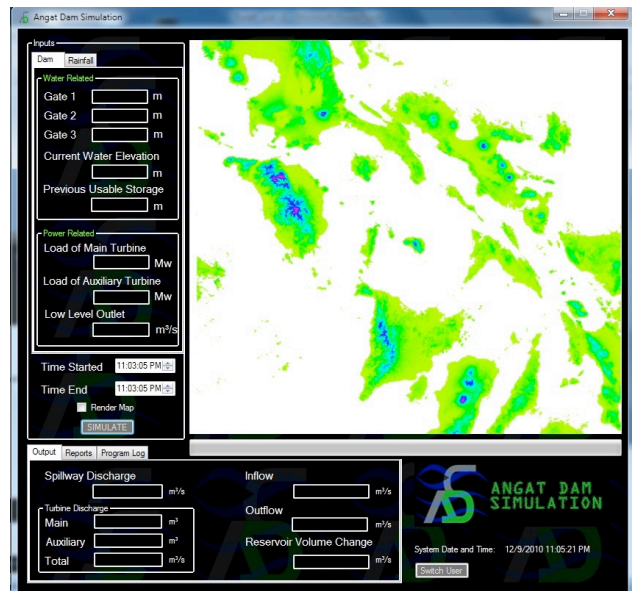 Angat Dam Simulation
Inputs
Dam Rainfall
Water Related
Gate 1 m
Gate 2 m
Gate 3 m
Current Water Elevation
m
Previous Usable Storage
m
Power Related
Load of Main Turbine
Mw
Load of Auxiliary Turbine
Mw
Low Level Outlet
m³/s
Time Started 11:03:05 PM
Time End 11:03:05 PM
Render Map
SIMULATE
Output Reports Program Log
Spillway Discharge
m³/s
Turbine Discharge
Main m³
Auxiliary m³
Total m³/s
Inflow
m³/s
Outflow
m³/s
Reservoir Volume Change
m³/s
ANGAT DAM
SIMULATION
System Date and Time: 12/9/2010 11:05:21 PM
Switch User